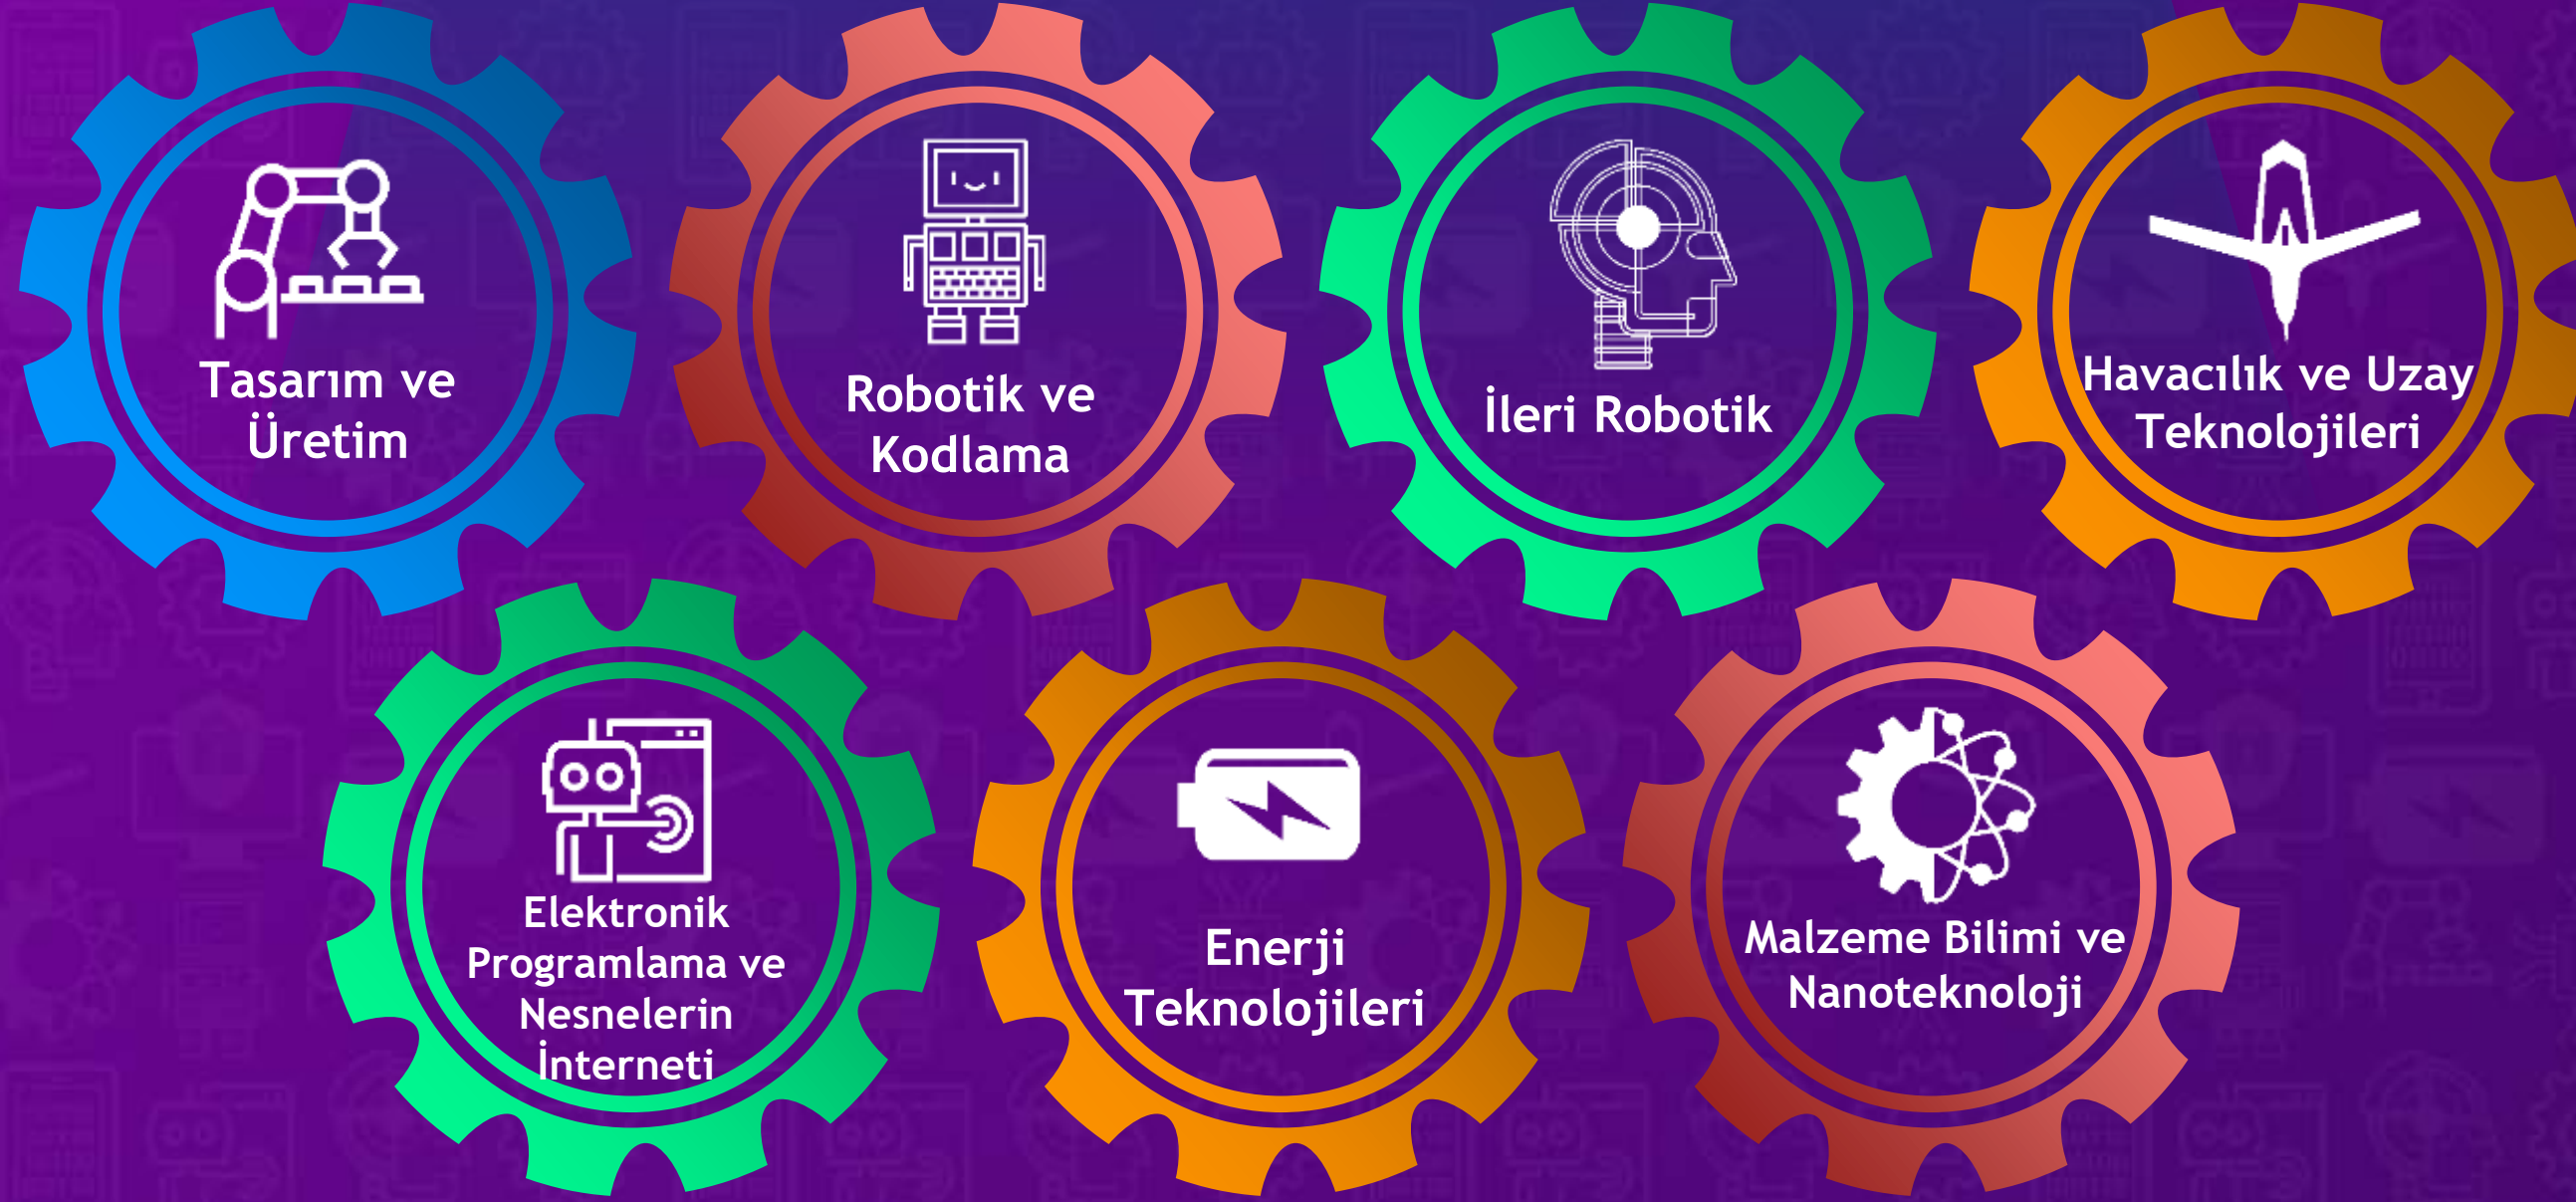 Tasarım ve
Üretim
Robotik ve
Kodlama
İleri Robotik
Havacılık ve Uzay
Teknolojileri
Elektronik
Programlama ve
Nesnelerin
İnterneti
Enerji
Teknolojileri
Malzeme Bilimi ve
Nanoteknoloji